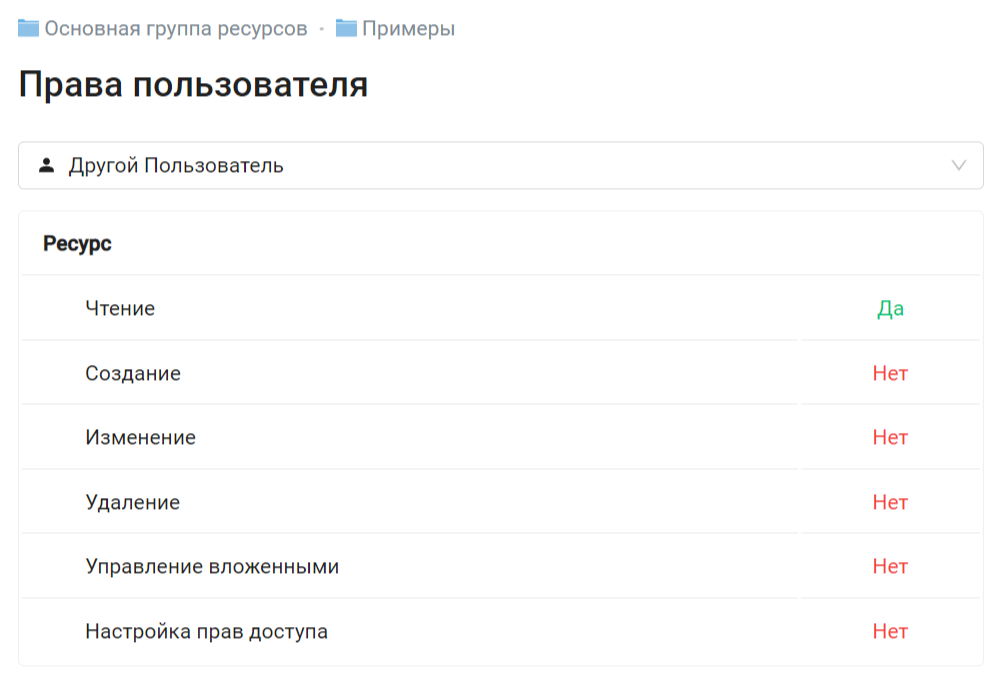 Основная группа ресурсов · Примеры
Права пользователя
Другой Пользователь
Ресурс
Чтение Да
Создание Нет
Изменение Нет
Удаление Нет
Управление вложенными Нет
Настройка прав доступа Нет